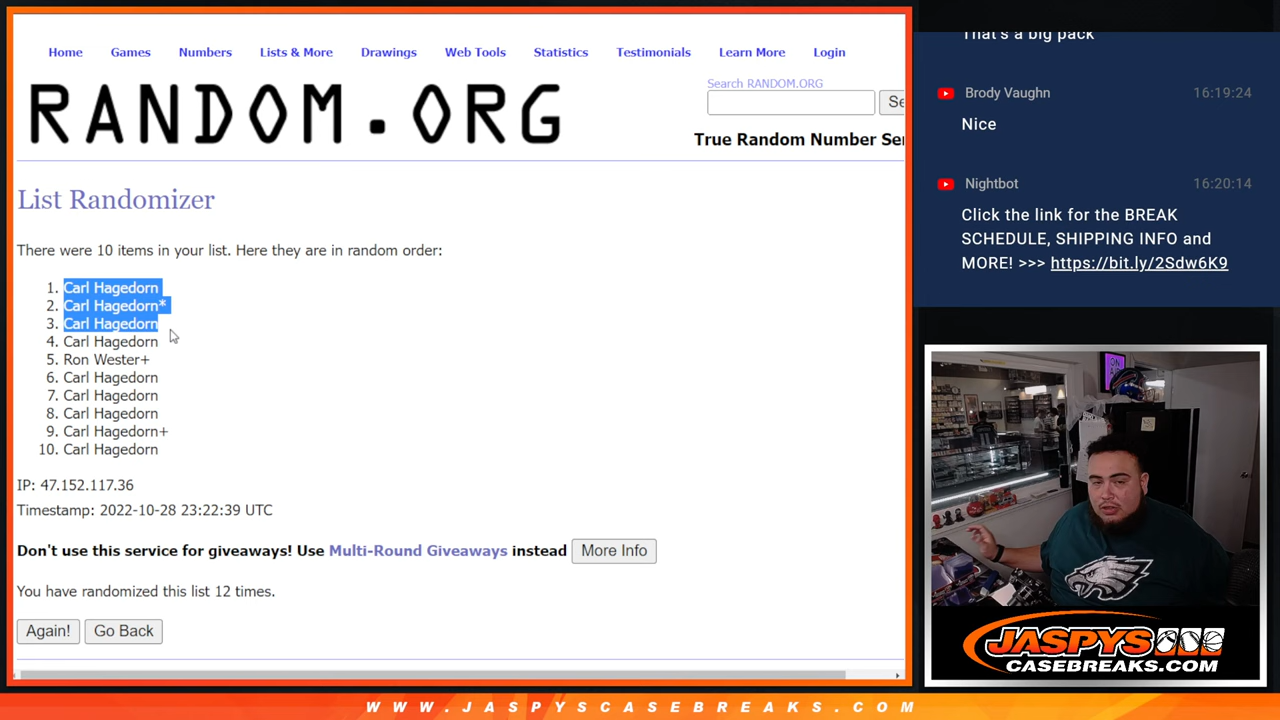 Home Games Numbers Lists & More Drawings Web Tools Statistics Testimonials Learn More Login
RANDOM.ORG
Search RANDOM.ORG
Se
True Random Number Ser
List Randomizer
There were 10 items in your list. Here they are in random order:
1. Carl Hagedorn
2. Carl Hagedorn*
3. Carl Hagedorn
4. Carl Hagedorn
5. Ron Wester+
6. Carl Hagedorn
7. Carl Hagedorn
8. Carl Hagedorn
9. Carl Hagedorn+
10. Carl Hagedorn
IP: 47.152.117.36
Timestamp: 2022-10-28 23:22:39 UTC
Don't use this service for giveaways! Use Multi-Round Giveaways instead More Info
You have randomized this list 12 times.
Again! Go Back
That's a big pack
Brody Vaughn 16:19:24
Nice
Nightbot 16:20:14
Click the link for the BREAK
SCHEDULE, SHIPPING INFO and
MORE! >>> https://bit.ly/2Sdw6K9
JASPYS
CASEBREAKS.COM
WWW.JASPYSCASEBREAKS.COM